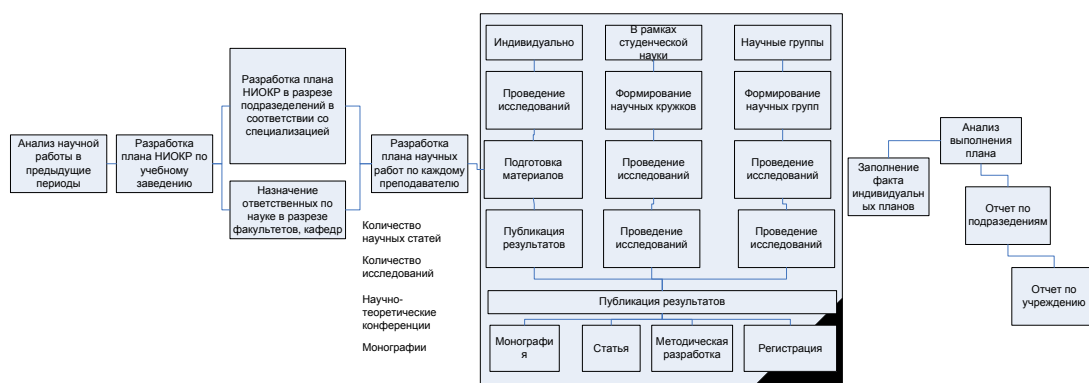 Анализ научной
работы в
предыдущие
периоды
Разработка
плана НИОКР по
учебному
заведению
Разработка плана
НИОКР в разрезе
подразеделений в
соответствии со
специализацией
Назначение
ответственных по
науке в разрезе
факультетов, кафедр
Разработка
плана научных
работ по каждому
преподавателю
Количество
научных статей
Количество
исследований
Научно-
теоретические
конференции
Монографии
Индивидуально
Проведение
исследований
Подготовка
материалов
Публикация
результатов
В рамках
студенческой
науки
Формирование
научных кружков
Проведение
исследований
Проведение
исследований
Научные группы
Формирование
научных групп
Проведение
исследований
Проведение
исследований
Публикация результатов
Монографи
я
Статья
Методическая
разработка
Регистрация
Заполнение
факта
индивидуальн
ых планов
Анализ
выполнения
плана
Отчет по
подразедениям
Отчет по
учреждению